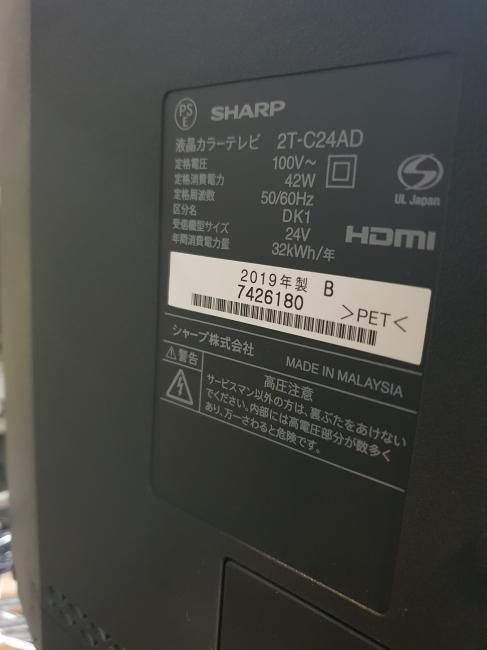 PS
E
SHARP
液晶カラーテレビ 2T-C24AD
定格電圧 100V～
定格消費電力 42W
定格周波数 50/60Hz
区分名 DK1
受信機型サイズ 24V
年間消費電力量 32kWh/年
UL Japan
HDMI
2019年製 B
7426180
>PET<
シャープ株式会社 MADE IN MALAYSIA
警告
高圧注意
サービスマン以外の方は、裏ぶたをあけない
でください。内部には高電圧部分が数多く
あり、万一さわると危険です。